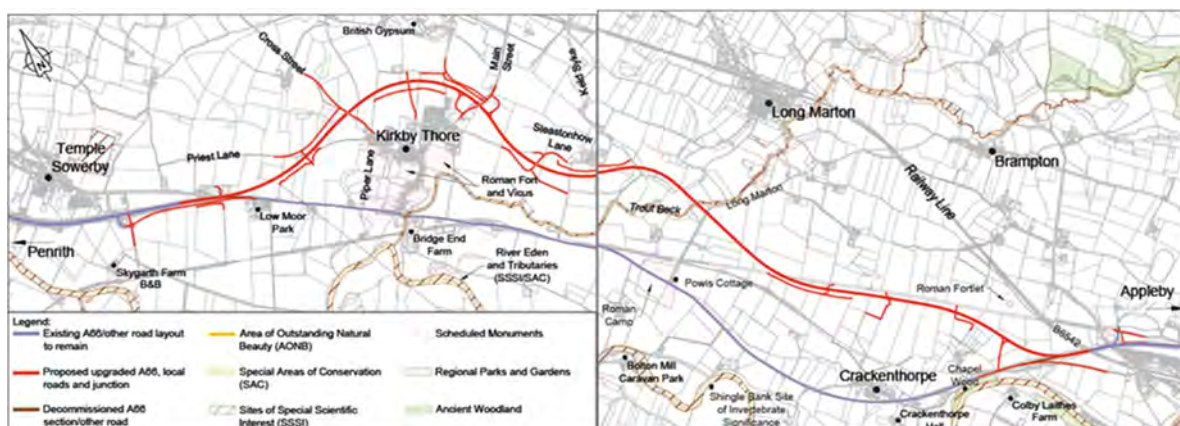 British Gypsum
Cross Street
Main
Street
Keld Syke
N
Temple
Sowerby
Priest Lane
Kirkby Thore
Piper Lane
Sleastonhow
Lane
Roman Fort
and Vicus
Low Moor
Park
Penrith
Skygarth Farm
B&B
Bridge End
Farm
River Eden
and Tributaries
(SSSI/SAC)
Long Marton
Brampton
Railway Line
Trout Beck
Long Marton
Powis Cottage
Roman Fortlet
Appleby
Roman
Camp
B6542
Bolton Mill
Caravan Park
Crackenthorpe
Chapel
Wood
Shingle Bank Site
of Invertebrate
Significance
Crackenthorpe
Hall
Colby Laithes
Farm
Legend:
Existing A66/other road layout
to remain
Proposed upgraded A66, local
roads and junction
Decommissioned A66
section/other road
Area of Outstanding Natural
Beauty (AONB)
Special Areas of Conservation
(SAC)
Sites of Special Scientific
Interest (SSSI)
Scheduled Monuments
Regional Parks and Gardens
Ancient Woodland